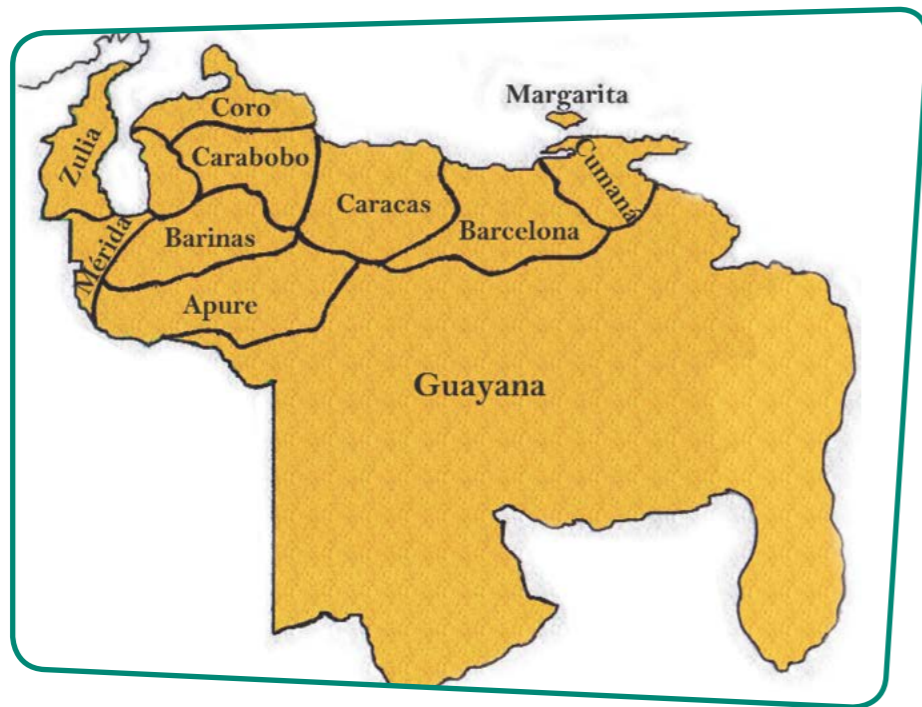 Margarita
Coro
Cumaná
Zulia
Carabobo
Caracas
Barcelona
Barinas
Mérida
Apure
Guayana